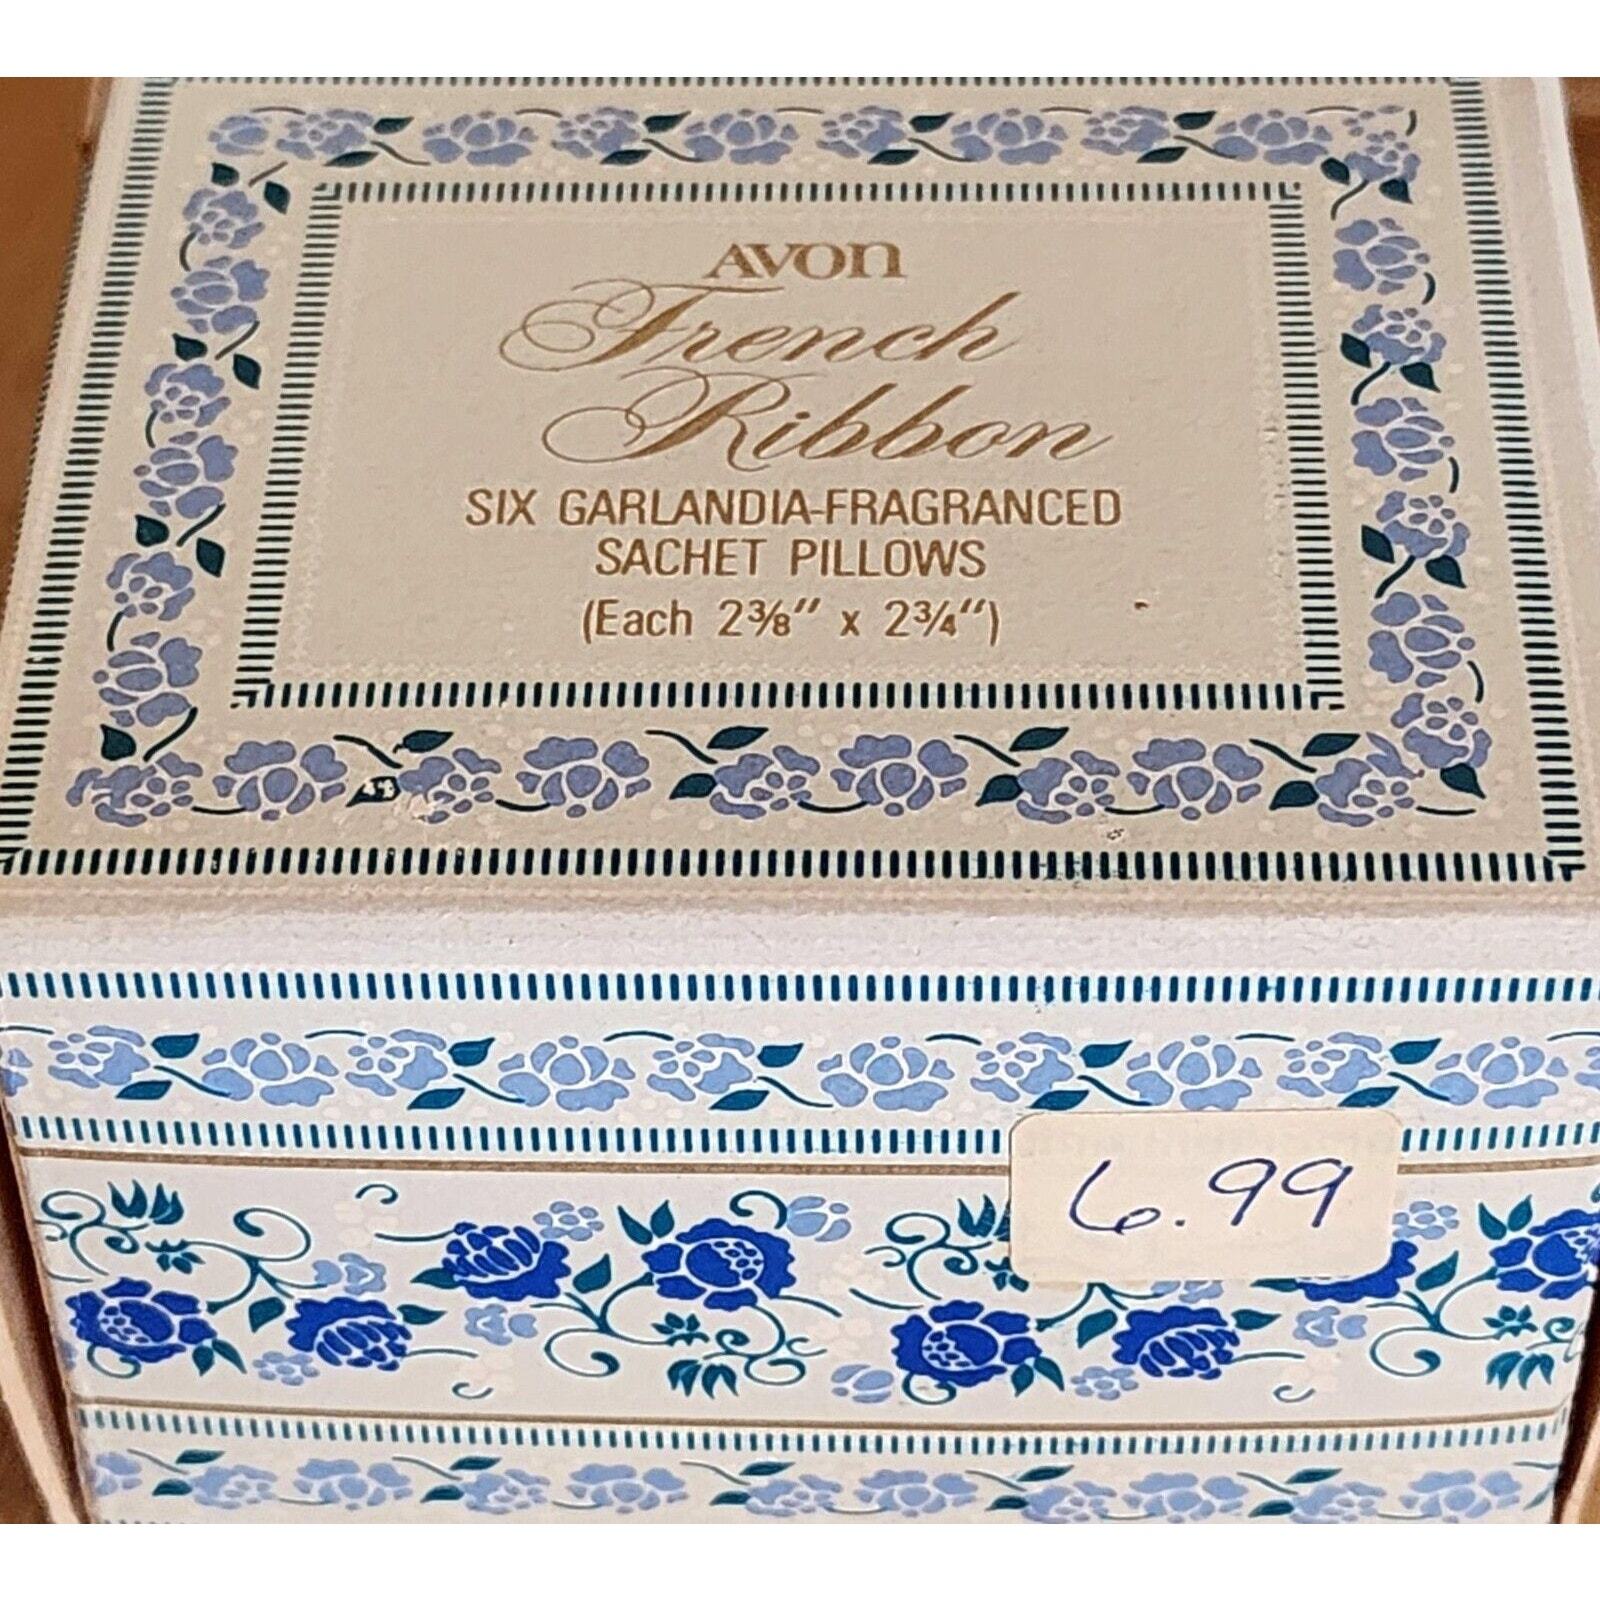 AVON
French
Ribbon
SIX GARLANDIA-FRAGRANCED
SACHET PILLOWS
(Each 2⅜" x 2¾")
6.99